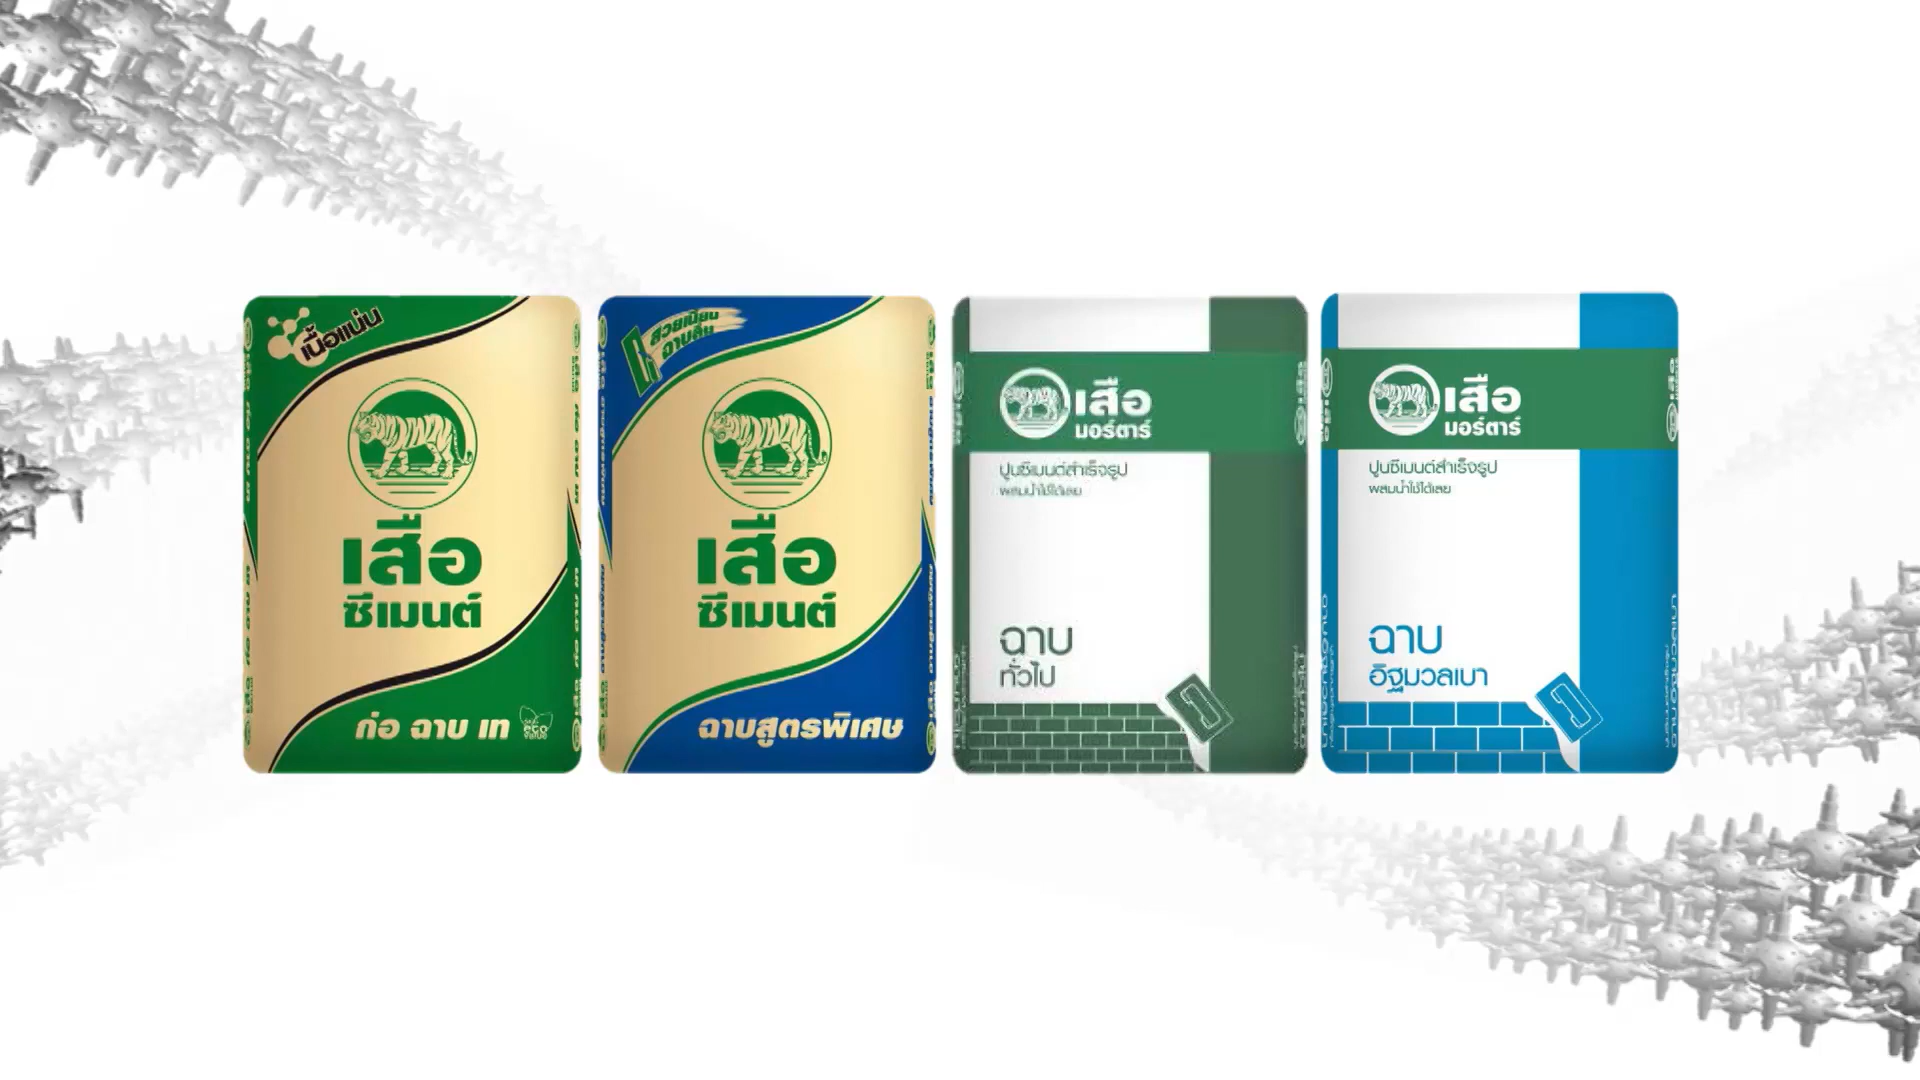 เนื้อแน่น
เสือ
ซีเมนต์
ก่อ ฉาบ เท
สวยเนียน
ฉาบลื่น
เสือ
ซีเมนต์
ฉาบสูตรพิเศษ
เสือ
มอร์ตาร์
ปูนซีเมนต์สำเร็จรูป
ผสมน้ำใช้ได้เลย
ฉาบ
ทั่วไป
เสือ
มอร์ตาร์
ปูนซีเมนต์สำเร็จรูป
ผสมน้ำใช้ได้เลย
ฉาบ
อิฐมวลเบา